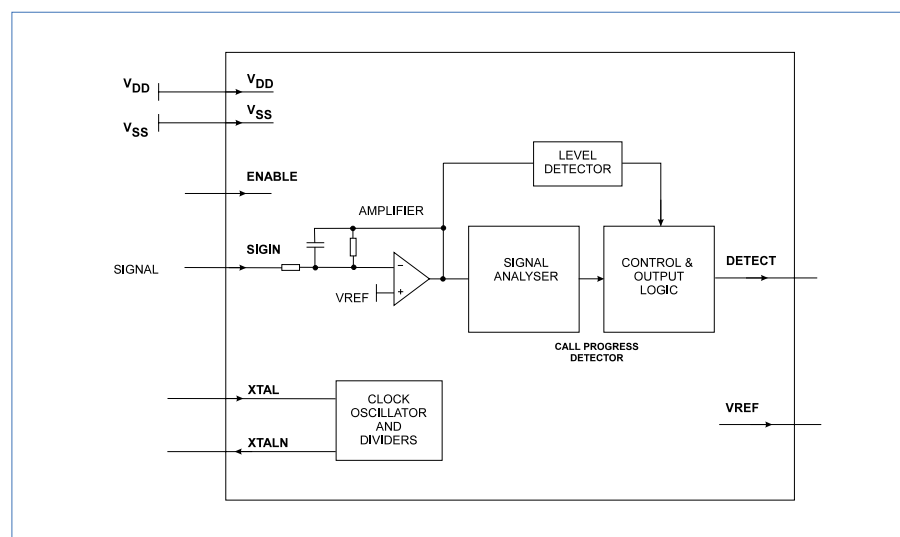 VDD
VDD
VSS
VSS
LEVEL
DETECTOR
ENABLE
AMPLIFIER
SIGIN
SIGNAL
−
+
VREF
SIGNAL
ANALYSER
CONTROL &
OUTPUT
LOGIC
DETECT
CALL PROGRESS
DETECTOR
XTAL
XTALN
CLOCK
OSCILLATOR
AND
DIVIDERS
VREF